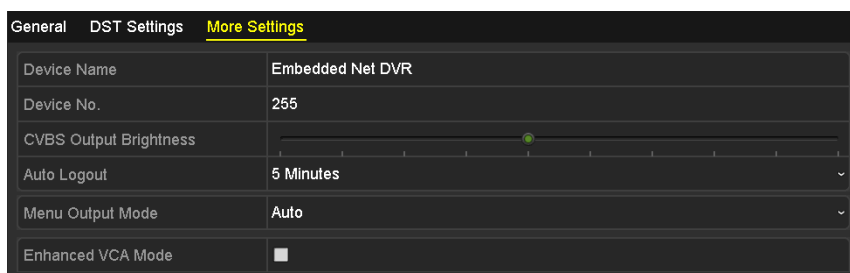 General DST Settings More Settings
Device Name Embedded Net DVR
Device No. 255
CVBS Output Brightness
Auto Logout 5 Minutes
Menu Output Mode Auto
Enhanced VCA Mode